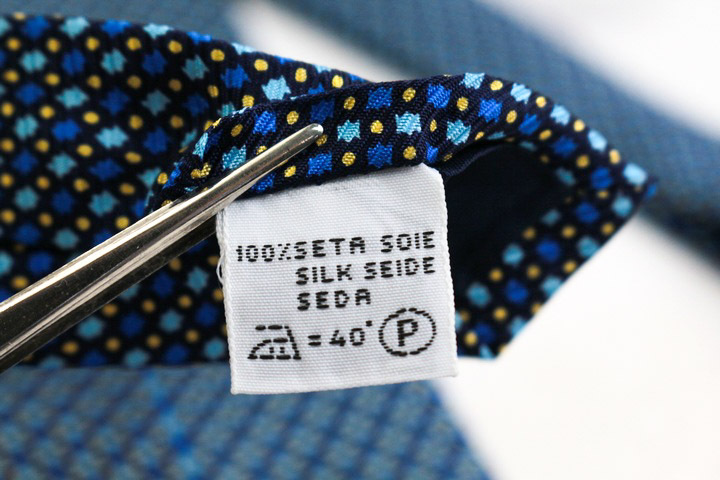 100%SETA SOIE
SILK SEIDE
SEDA
=40° P